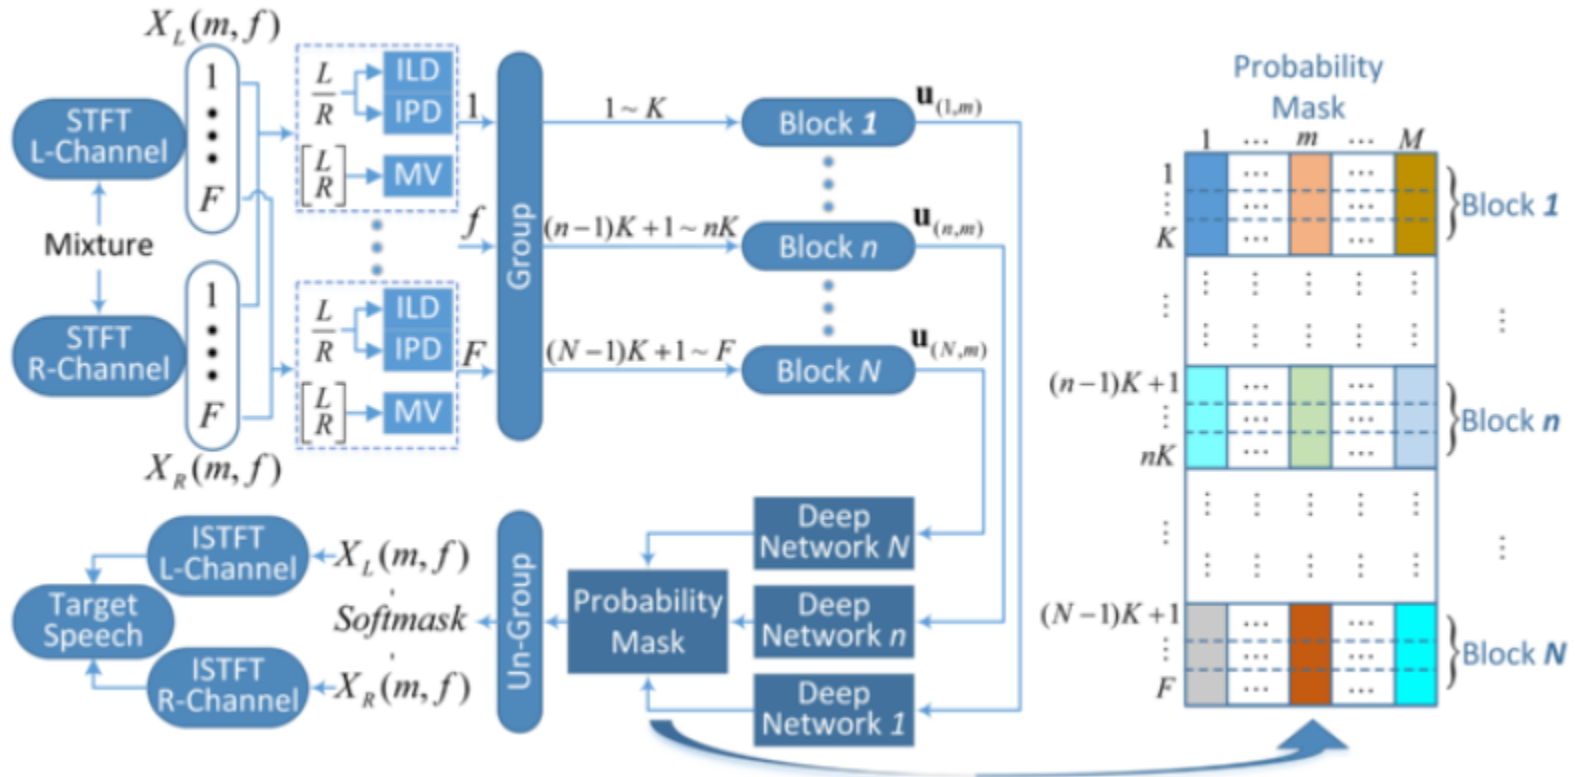 X_L(m, f)
STFT
L-Channel
1
F
Mixture
STFT
R-Channel
1
F
X_R(m, f)
L
R
ILD
IPD
[L
R]
MV
L
R
ILD
IPD
[L
R]
MV
1
f
F
Group
1 ~ K
(n−1)K + 1 ~ nK
(N−1)K + 1 ~ F
Block 1
Block n
Block N
u_(1,m)
u_(n,m)
u_(N,m)
Deep
Network N
Deep
Network n
Deep
Network 1
Probability
Mask
Un-Group
X_L(m, f)
,
Softmask
,
X_R(m, f)
ISTFT
L-Channel
Target
Speech
ISTFT
R-Channel
Probability
Mask
1 ··· m ··· M
1 ··· ···
⋮ ··· ···
K ··· ···
Block 1
⋮ ⋮ ⋮ ⋮ ⋮
⋮
⋮ ⋮ ⋮ ⋮ ⋮
⋮
(n−1)K +1 ··· ···
⋮ ··· ···
nK ··· ···
Block n
⋮ ⋮ ⋮ ⋮ ⋮
⋮
⋮ ⋮ ⋮ ⋮ ⋮
⋮
(N−1)K +1 ··· ···
⋮ ··· ···
F ··· ···
Block N